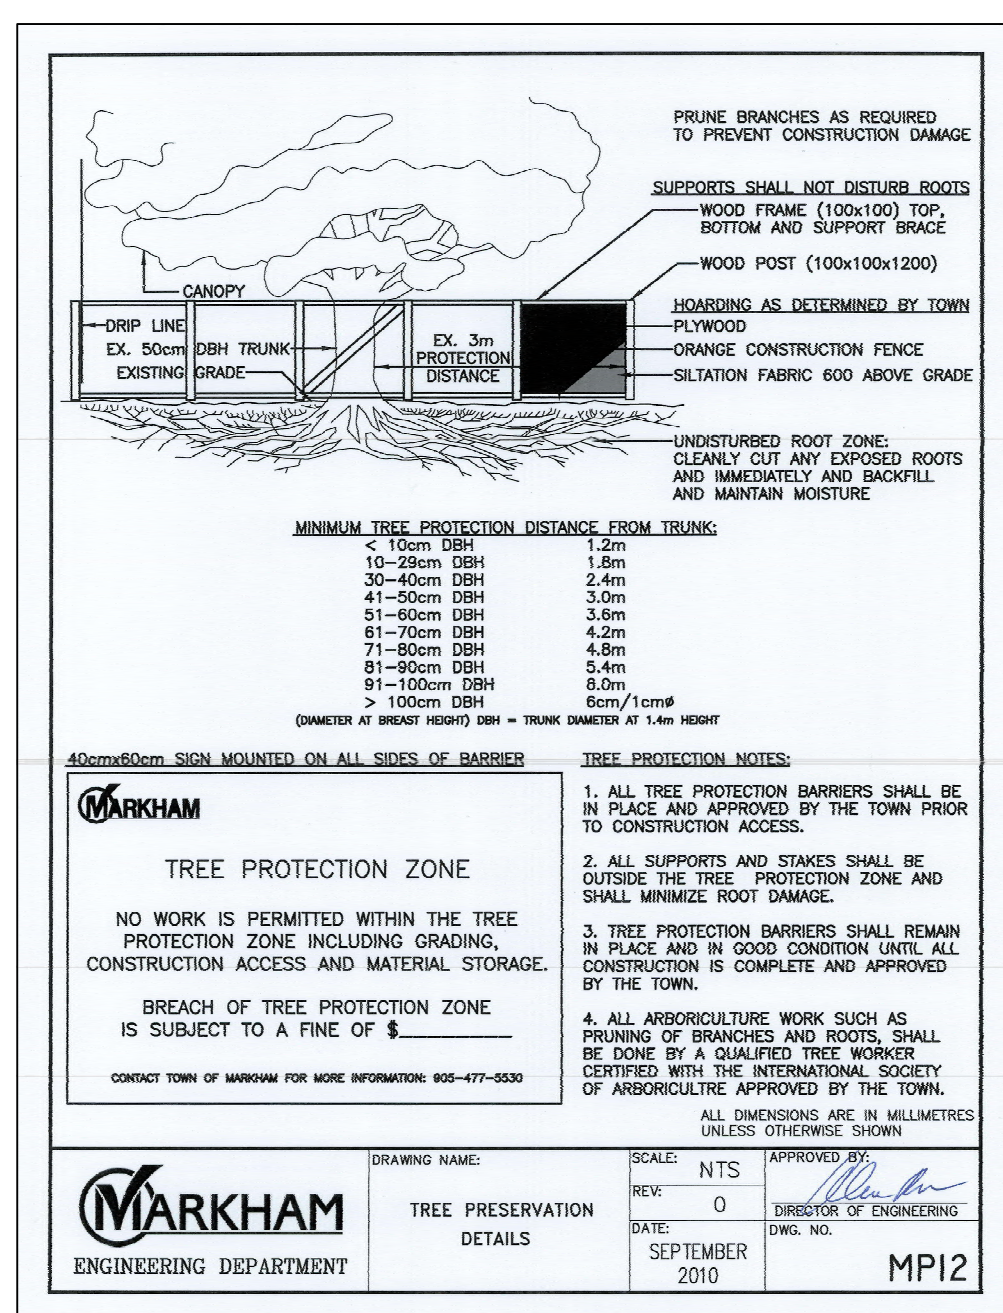 PRUNE BRANCHES AS REQUIRED
TO PREVENT CONSTRUCTION DAMAGE
SUPPORTS SHALL NOT DISTURB ROOTS
WOOD FRAME (100x100) TOP,
BOTTOM AND SUPPORT BRACE
WOOD POST (100x100x1200)
HOARDING AS DETERMINED BY TOWN
PLYWOOD
ORANGE CONSTRUCTION FENCE
SILTATION FABRIC 600 ABOVE GRADE
CANOPY
DRIP LINE
EX. 50cm DBH TRUNK
EXISTING GRADE
EX. 3m
PROTECTION
DISTANCE
UNDISTURBED ROOT ZONE:
CLEANLY CUT ANY EXPOSED ROOTS
AND IMMEDIATELY AND BACKFILL
AND MAINTAIN MOISTURE
MINIMUM TREE PROTECTION DISTANCE FROM TRUNK:
< 10cm DBH 1.2m
10-29cm DBH 1.8m
30-40cm DBH 2.4m
41-50cm DBH 3.0m
51-60cm DBH 3.6m
61-70cm DBH 4.2m
71-80cm DBH 4.8m
81-90cm DBH 5.4m
91-100cm DBH 8.0m
> 100cm DBH 6cm/1cmø
(DIAMETER AT BREAST HEIGHT) DBH = TRUNK DIAMETER AT 1.4m HEIGHT
40cmx60cm SIGN MOUNTED ON ALL SIDES OF BARRIER
MARKHAM
TREE PROTECTION ZONE
NO WORK IS PERMITTED WITHIN THE TREE
PROTECTION ZONE INCLUDING GRADING,
CONSTRUCTION ACCESS AND MATERIAL STORAGE.
BREACH OF TREE PROTECTION ZONE
IS SUBJECT TO A FINE OF $__________
CONTACT TOWN OF MARKHAM FOR MORE INFORMATION: 905-477-5530
TREE PROTECTION NOTES:
1. ALL TREE PROTECTION BARRIERS SHALL BE
IN PLACE AND APPROVED BY THE TOWN PRIOR
TO CONSTRUCTION ACCESS.
2. ALL SUPPORTS AND STAKES SHALL BE
OUTSIDE THE TREE PROTECTION ZONE AND
SHALL MINIMIZE ROOT DAMAGE.
3. TREE PROTECTION BARRIERS SHALL REMAIN
IN PLACE AND IN GOOD CONDITION UNTIL ALL
CONSTRUCTION IS COMPLETE AND APPROVED
BY THE TOWN.
4. ALL ARBORICULTURE WORK SUCH AS
PRUNING OF BRANCHES AND ROOTS, SHALL
BE DONE BY A QUALIFIED TREE WORKER
CERTIFIED WITH THE INTERNATIONAL SOCIETY
OF ARBORICULTRE APPROVED BY THE TOWN.
ALL DIMENSIONS ARE IN MILLIMETRES
UNLESS OTHERWISE SHOWN
MARKHAM
ENGINEERING DEPARTMENT
DRAWING NAME:
TREE PRESERVATION
DETAILS
SCALE: NTS
REV: 0
DATE:
SEPTEMBER
2010
APPROVED BY:
DIRECTOR OF ENGINEERING
DWG. NO.
MP12